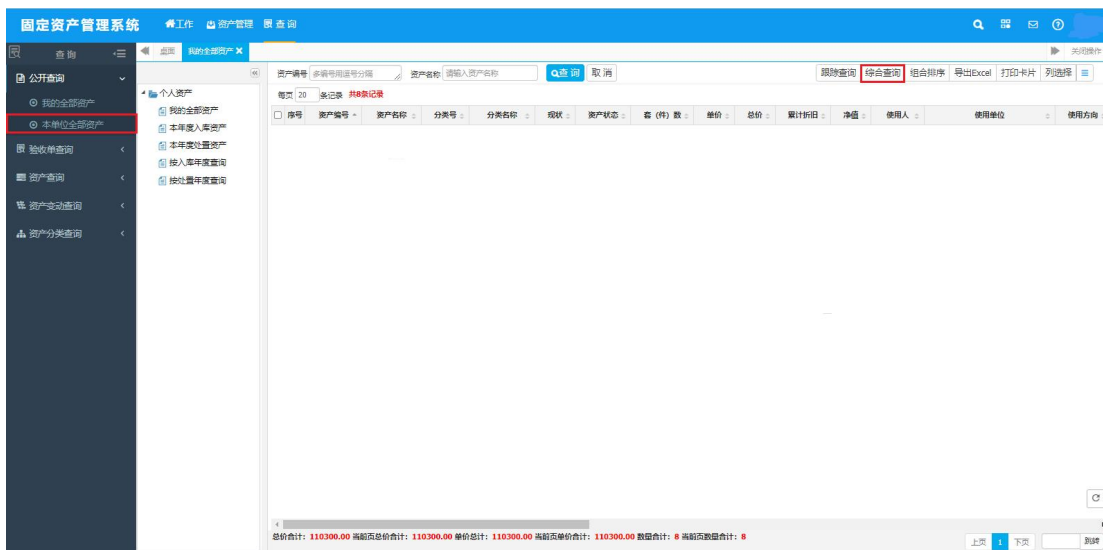 固定资产管理系统 工作 资产管理 查询
查询 桌面 我的全部资产 关闭操作
公开查询
我的全部资产
本单位全部资产
验收单查询
资产查询
资产变动查询
资产分类查询
个人资产
我的全部资产
本年度入库资产
本年度处置资产
按入库年度查询
按处置年度查询
资产编号 多编号用逗号分隔 资产名称 请输入资产名称 查询 取消 跟踪查询 综合查询 组合排序 导出Excel 打印卡片 列选择
每页 20 条记录 共8条记录
序号 资产编号 资产名称 分类号 分类名称 现状 资产状态 套(件)数 单价 总价 累计折旧 净值 使用人 使用单位 使用方向
总价合计: 110300.00 当前页总价合计: 110300.00 单价总计: 110300.00 当前页单价合计: 110300.00 数量合计: 8 当前页数量合计: 8
上页 1 下页 跳转